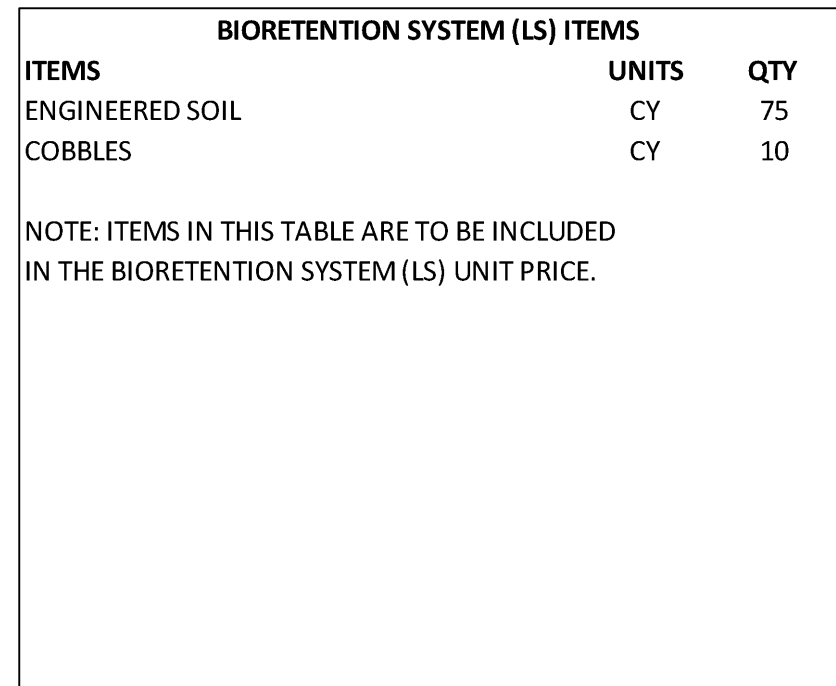 BIORETENTION SYSTEM (LS) ITEMS
ITEMS UNITS QTY
ENGINEERED SOIL CY 75
COBBLES CY 10
NOTE: ITEMS IN THIS TABLE ARE TO BE INCLUDED
IN THE BIORETENTION SYSTEM (LS) UNIT PRICE.